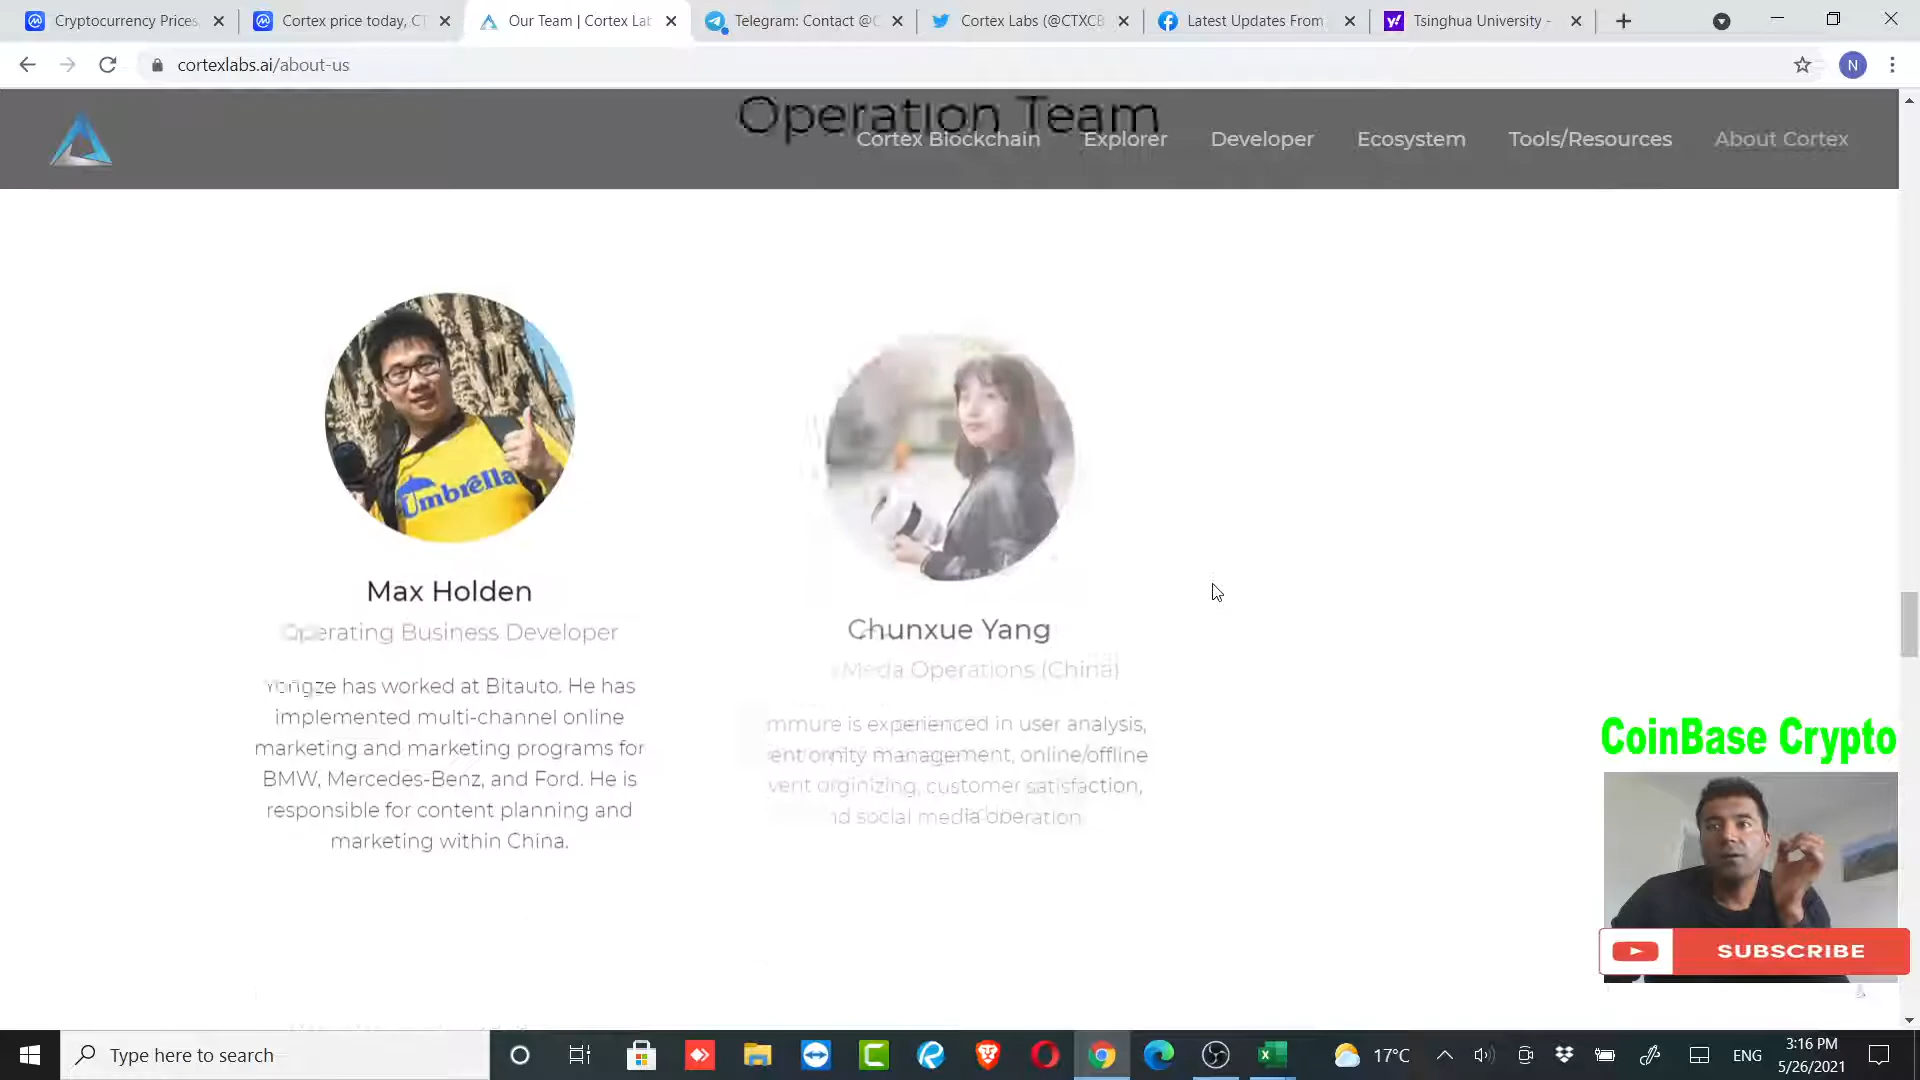 Cryptocurrency Prices,
Cortex price today, CT
Our Team | Cortex Lab
Telegram: Contact @C
Cortex Labs (@CTXCB
Latest Updates From
Tsinghua University -
cortexlabs.ai/about-us
N
Operation Team
Cortex Blockchain
Explorer
Developer
Ecosystem
Tools/Resources
About Cortex
Umbrella
Max Holden
Operating Business Developer
Yongze has worked at Bitauto. He has
implemented multi-channel online
marketing and marketing programs for
BMW, Mercedes-Benz, and Ford. He is
responsible for content planning and
marketing within China.
Chunxue Yang
Operations (China)
is experienced in user analysis,
management, online/offline
customer satisfaction,
social media operation
CoinBase Crypto
SUBSCRIBE
Type here to search
17°C
ENG
3:16 PM
5/26/2021